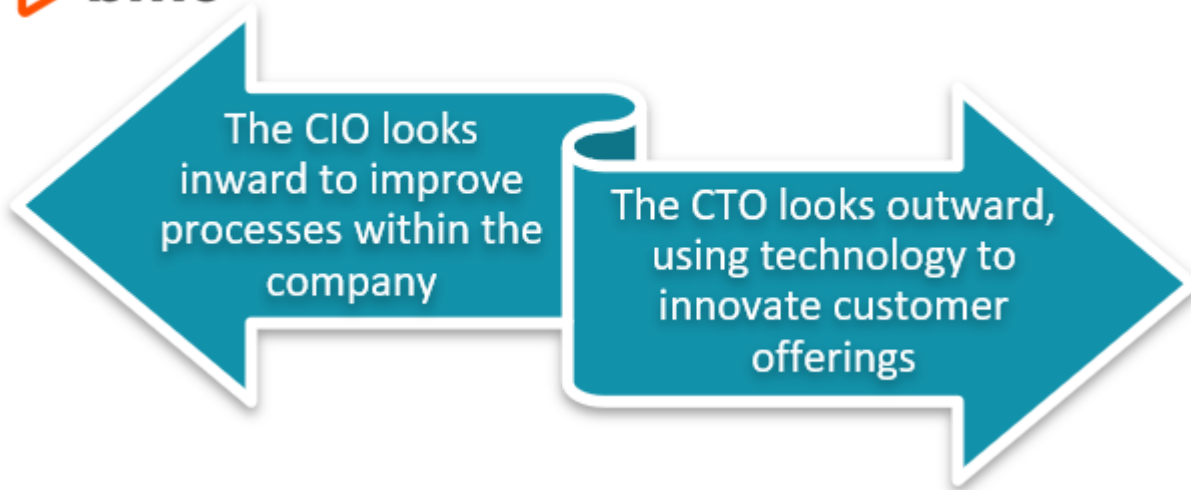 The CIO looks
inward to improve
processes within the
company
The CTO looks outward,
using technology to
innovate customer
offerings